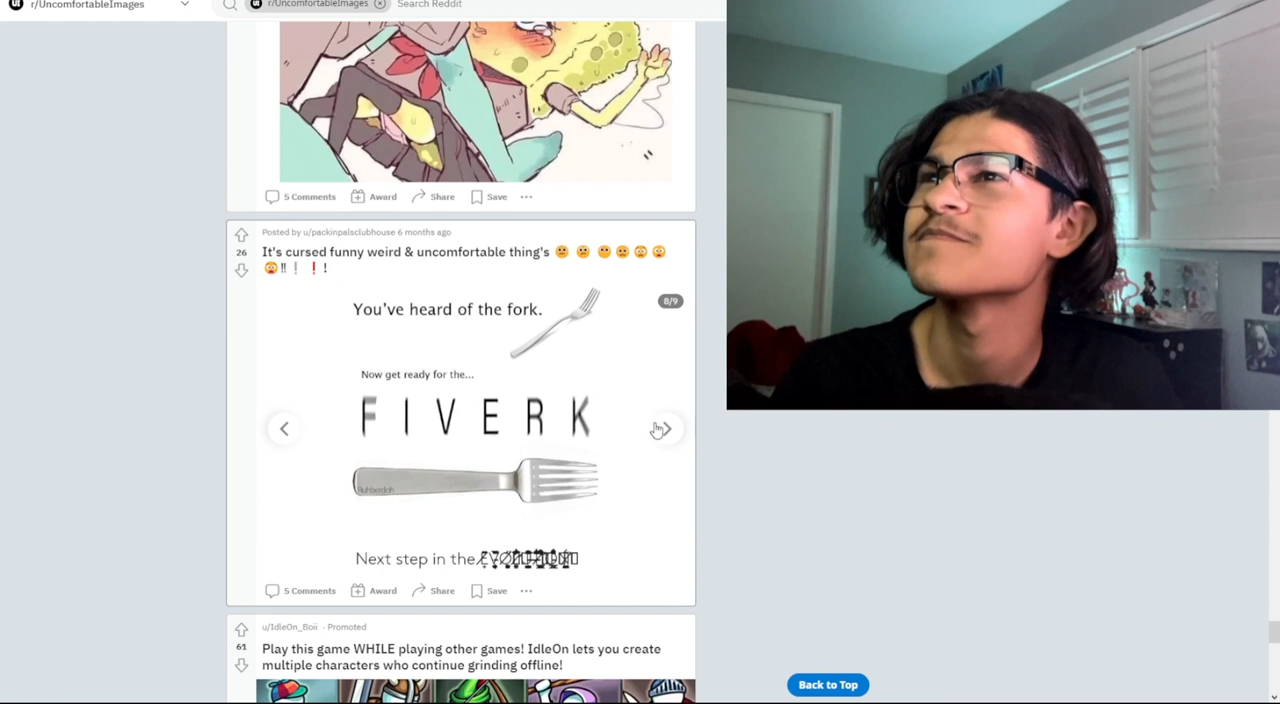 r/UncomfortableImages
r/UncomfortableImages
Search Reddit
5 Comments Award Share Save
Posted by u/packinpalsclubhouse 6 months ago
26
It's cursed funny weird & uncomfortable thing's 😐 😕 😶 😟 😨 😩
😨 ‼ ❕ ❗ !
8/9
You've heard of the fork.
Now get ready for the...
F I V E R K
Next step in the
5 Comments Award Share Save
u/IdleOn_Boii · Promoted
61
Play this game WHILE playing other games! IdleOn lets you create
multiple characters who continue grinding offline!
Back to Top